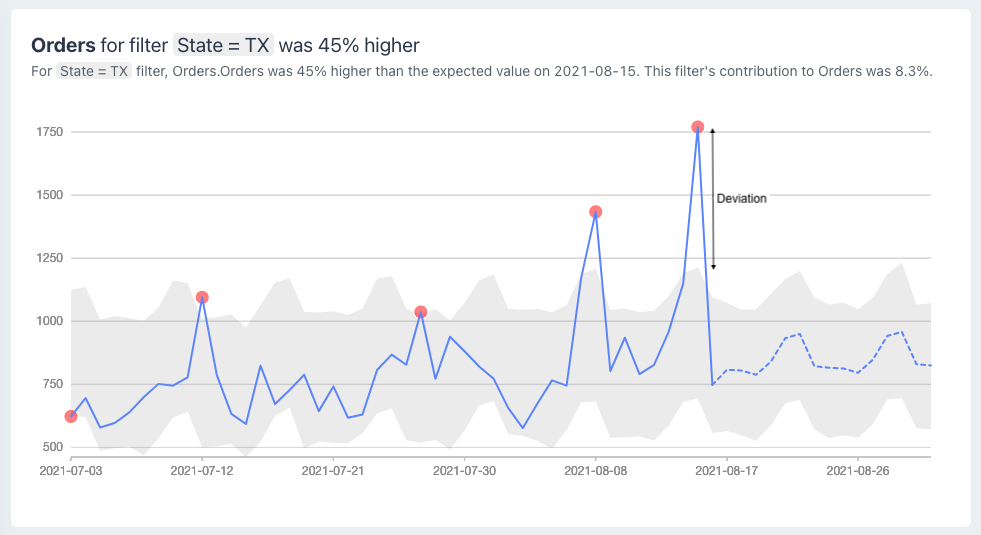 Orders for filter State = TX was 45% higher
For State = TX filter, Orders.Orders was 45% higher than the expected value on 2021-08-15. This filter's contribution to Orders was 8.3%.
1750
1500
Deviation
1250
1000
750
500
2021-07-03 2021-07-12 2021-07-21 2021-07-30 2021-08-08 2021-08-17 2021-08-26